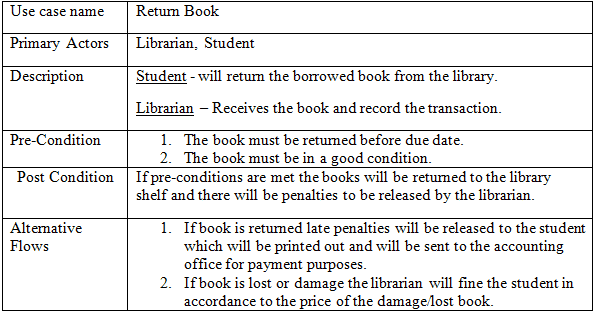 Use case name Return Book
Primary Actors Librarian, Student
Description Student - will return the borrowed book from the library.
Librarian – Receives the book and record the transaction.
Pre-Condition 1. The book must be returned before due date.
2. The book must be in a good condition.
Post Condition If pre-conditions are met the books will be returned to the library
shelf and there will be penalties to be released by the librarian.
Alternative 1. If book is returned late penalties will be released to the student
Flows which will be printed out and will be sent to the accounting
office for payment purposes.
2. If book is lost or damage the librarian will fine the student in
accordance to the price of the damage/lost book.